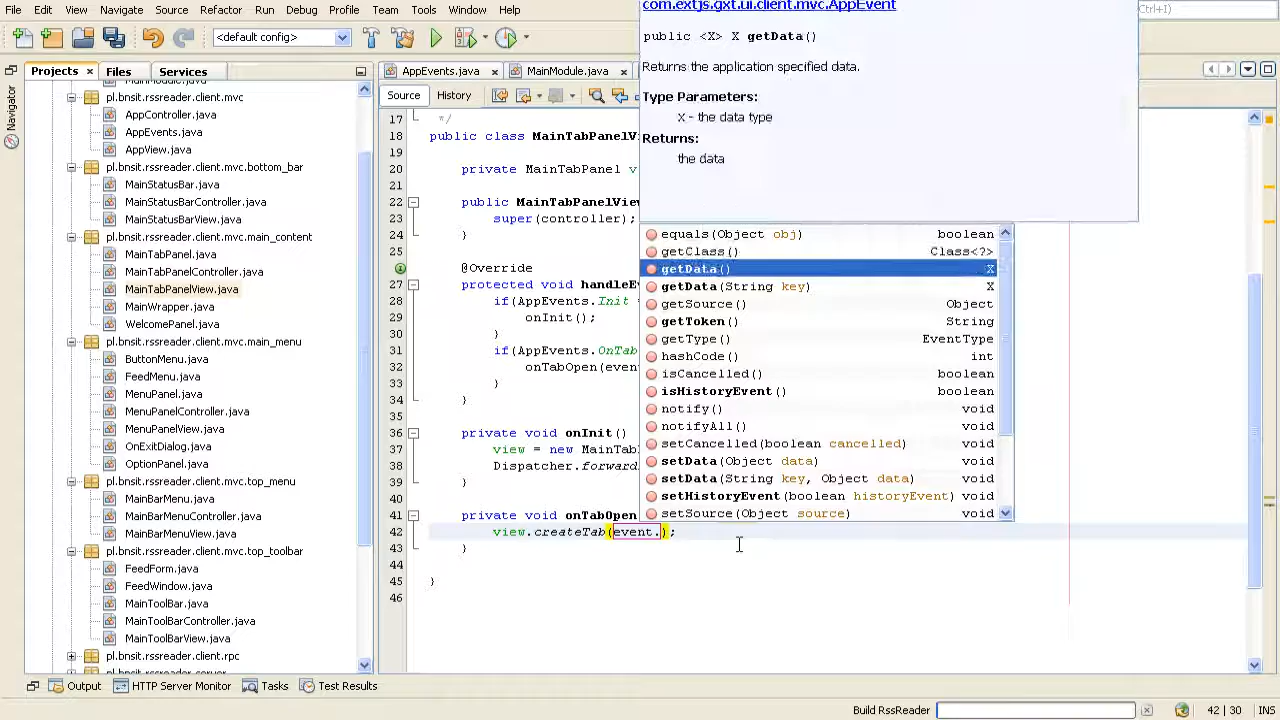 File Edit View Navigate Source Refactor Run Debug Profile Team Tools Window Help
Ctrl+I)
<default config>
Projects Files Services
AppEvents.java MainModule.java
Source History
Navigator
pl.bnsit.rssreader.client.mvc
AppController.java
AppEvents.java
AppView.java
pl.bnsit.rssreader.client.mvc.bottom_bar
MainStatusBar.java
MainStatusBarController.java
MainStatusBarView.java
pl.bnsit.rssreader.client.mvc.main_content
MainTabPanel.java
MainTabPanelController.java
MainTabPanelView.java
MainWrapper.java
WelcomePanel.java
pl.bnsit.rssreader.client.mvc.main_menu
ButtonMenu.java
FeedMenu.java
MenuPanel.java
MenuPanelController.java
MenuPanelView.java
OnExitDialog.java
OptionPanel.java
pl.bnsit.rssreader.client.mvc.top_menu
MainBarMenu.java
MainBarMenuController.java
MainBarMenuView.java
pl.bnsit.rssreader.client.mvc.top_toolbar
FeedForm.java
FeedWindow.java
MainToolBar.java
MainToolBarController.java
MainToolBarView.java
pl.bnsit.rssreader.client.rpc
17 */
18 public class MainTabPanelVi
19
20 private MainTabPanel v
21
22 public MainTabPanelView
23 super(controller);
24 }
25
@Override
27 protected void handleEv
28 if(AppEvents.Init =
29 onInit();
30 }
31 if(AppEvents.OnTab
32 onTabOpen(even
33 }
34 }
35
36 private void onInit()
37 view = new MainTab
38 Dispatcher.forward
39 }
40
41 private void onTabOpen
42 view.createTab(event.);
43 }
44
45 }
46
com.extjs.gxt.ui.client.mvc.AppEvent
public <X> X getData()
Returns the application specified data.
Type Parameters:
X - the data type
Returns:
the data
equals(Object obj) boolean
getClass() Class<?>
getData() X
getData(String key) X
getSource() Object
getToken() String
getType() EventType
hashCode() int
isCancelled() boolean
isHistoryEvent() boolean
notify() void
notifyAll() void
setCancelled(boolean cancelled) void
setData(Object data) void
setData(String key, Object data) void
setHistoryEvent(boolean historyEvent) void
setSource(Object source) void
Output HTTP Server Monitor Tasks Test Results
Build RssReader 42 | 30 INS